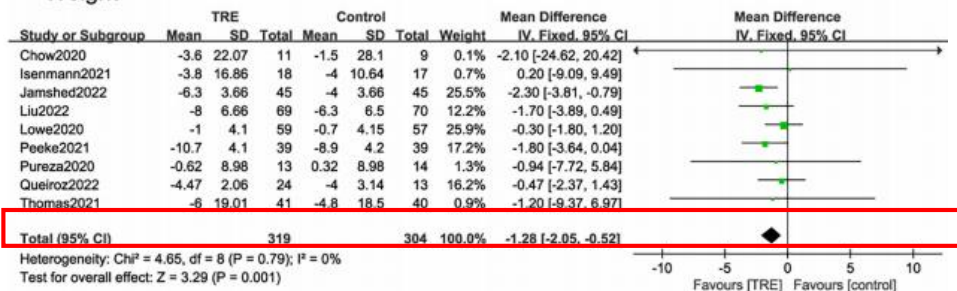 TRE Control Mean Difference Mean Difference
Study or Subgroup Mean SD Total Mean SD Total Weight IV, Fixed, 95% CI IV, Fixed, 95% CI
Chow2020 -3.6 22.07 11 -1.5 28.1 9 0.1% -2.10 [-24.62, 20.42]
Isenmann2021 -3.8 16.86 18 -4 10.64 17 0.7% 0.20 [-9.09, 9.49]
Jamshed2022 -6.3 3.66 45 -4 3.66 45 25.5% -2.30 [-3.81, -0.79]
Liu2022 -8 6.66 69 -6.3 6.5 70 12.2% -1.70 [-3.89, 0.49]
Lowe2020 -1 4.1 59 -0.7 4.15 57 25.9% -0.30 [-1.80, 1.20]
Peeke2021 -10.7 4.1 39 -8.9 4.2 39 17.3% -1.80 [-3.64, 0.04]
Pureza2020 -0.62 8.98 13 0.32 8.98 14 1.3% -0.94 [-7.72, 5.84]
Queiroz2022 -4.47 2.06 24 -4 3.14 13 16.2% -0.47 [-2.37, 1.43]
Thomas2021 -6 19.01 41 -4.8 18.5 40 0.9% -1.20 [-9.37, 6.97]
Total (95% CI) 319 304 100.0% -1.28 [-2.05, -0.52]
Heterogeneity: Chi² = 4.65, df = 8 (P = 0.79); I² = 0%
Test for overall effect: Z = 3.29 (P = 0.001)
-10 -5 0 5 10
Favours [TRE] Favours [control]